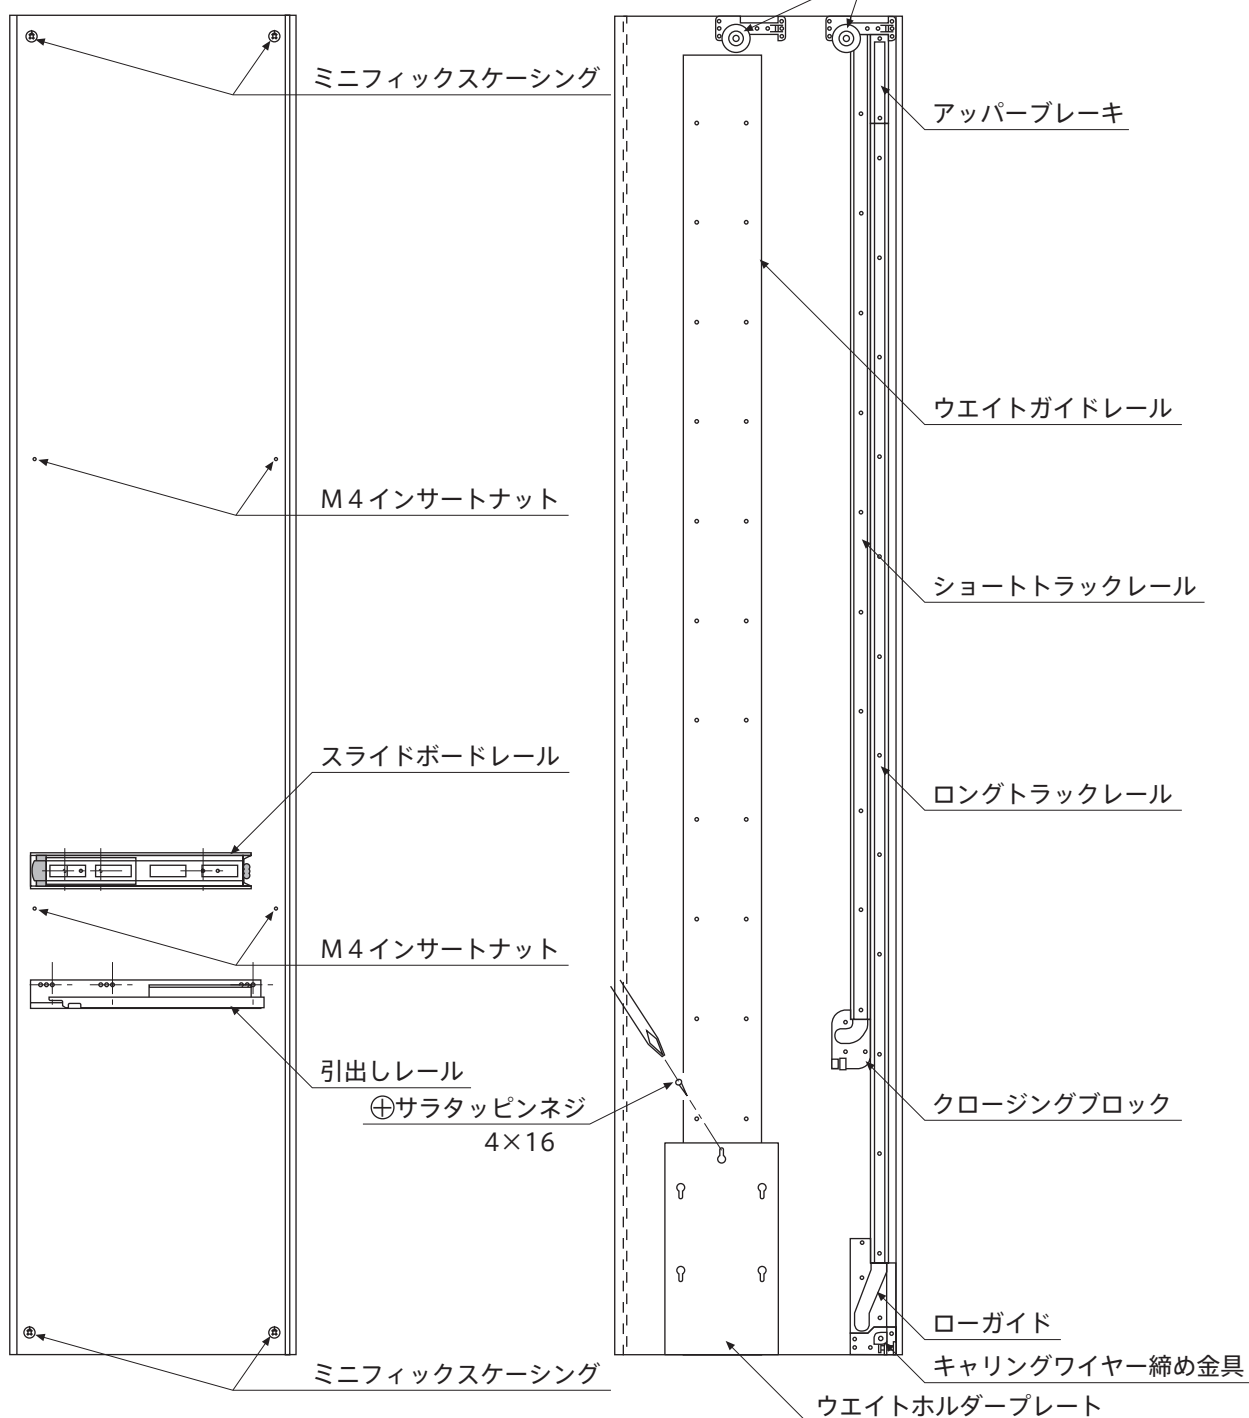 ミニフィックスケーシング
アッパーブレーキ
ウエイトガイドレール
M4インサートナット
ショートトラックレール
スライドボードレール
ロングトラックレール
M4インサートナット
引出しレール
⊕サラタッピンネジ
4×16
クロージングブロック
ローガイド
キャリングワイヤー締め金具
ミニフィックスケーシング
ウエイトホルダープレート